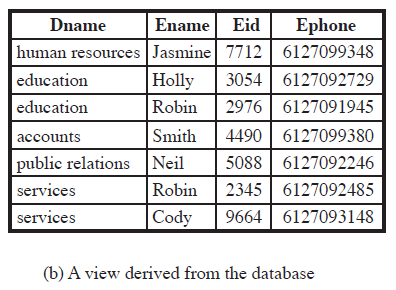 Dname Ename Eid Ephone
human resources Jasmine 7712 6127099348
education Holly 3054 6127092729
education Robin 2976 6127091945
accounts Smith 4490 6127099380
public relations Neil 5088 6127092246
services Robin 2345 6127092485
services Cody 9664 6127093148
(b) A view derived from the database